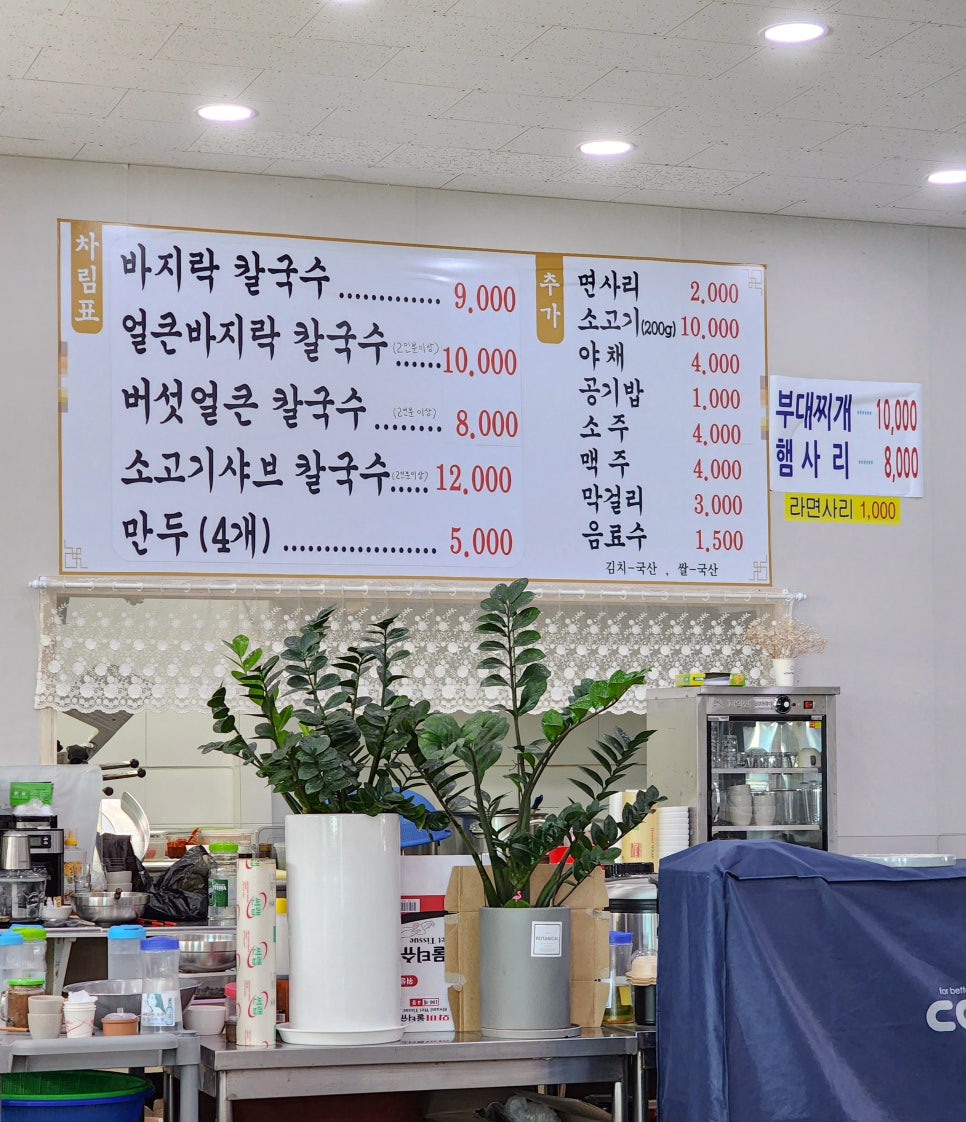 차림표
바지락 칼국수 ............. 9,000
얼큰바지락 칼국수 (2인분이상) ...... 10,000
버섯얼큰 칼국수 (2인분 이상) ......... 8,000
소고기샤브 칼국수 (2인분이상) ..... 12,000
만두 (4개) .................... 5,000
추가
면사리 2,000
소고기(200g) 10,000
야채 4,000
공기밥 1,000
소주 4,000
맥주 4,000
막걸리 3,000
음료수 1,500
김치-국산 , 쌀-국산
부대찌개 ······ 10,000
햄사리 ······ 8,000
라면사리 1,000
BOTANICAL
물티슈
for bette